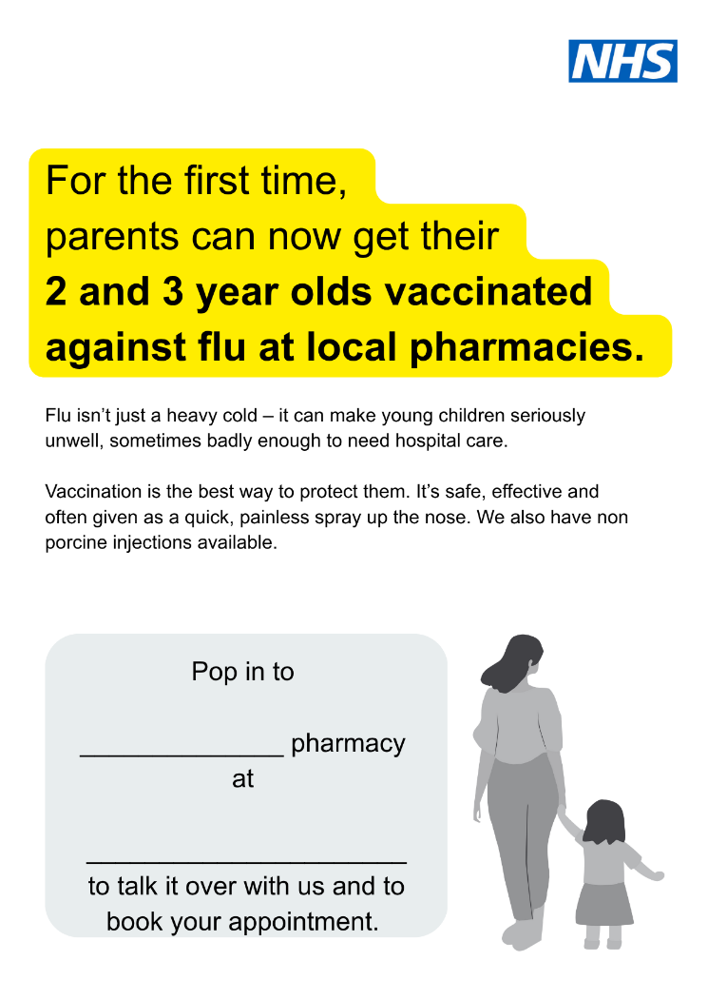 NHS
For the first time,
parents can now get their
2 and 3 year olds vaccinated
against flu at local pharmacies.
Flu isn’t just a heavy cold – it can make young children seriously
unwell, sometimes badly enough to need hospital care.
Vaccination is the best way to protect them. It’s safe, effective and
often given as a quick, painless spray up the nose. We also have non
porcine injections available.
Pop in to
______________ pharmacy
at
______________________
to talk it over with us and to
book your appointment.